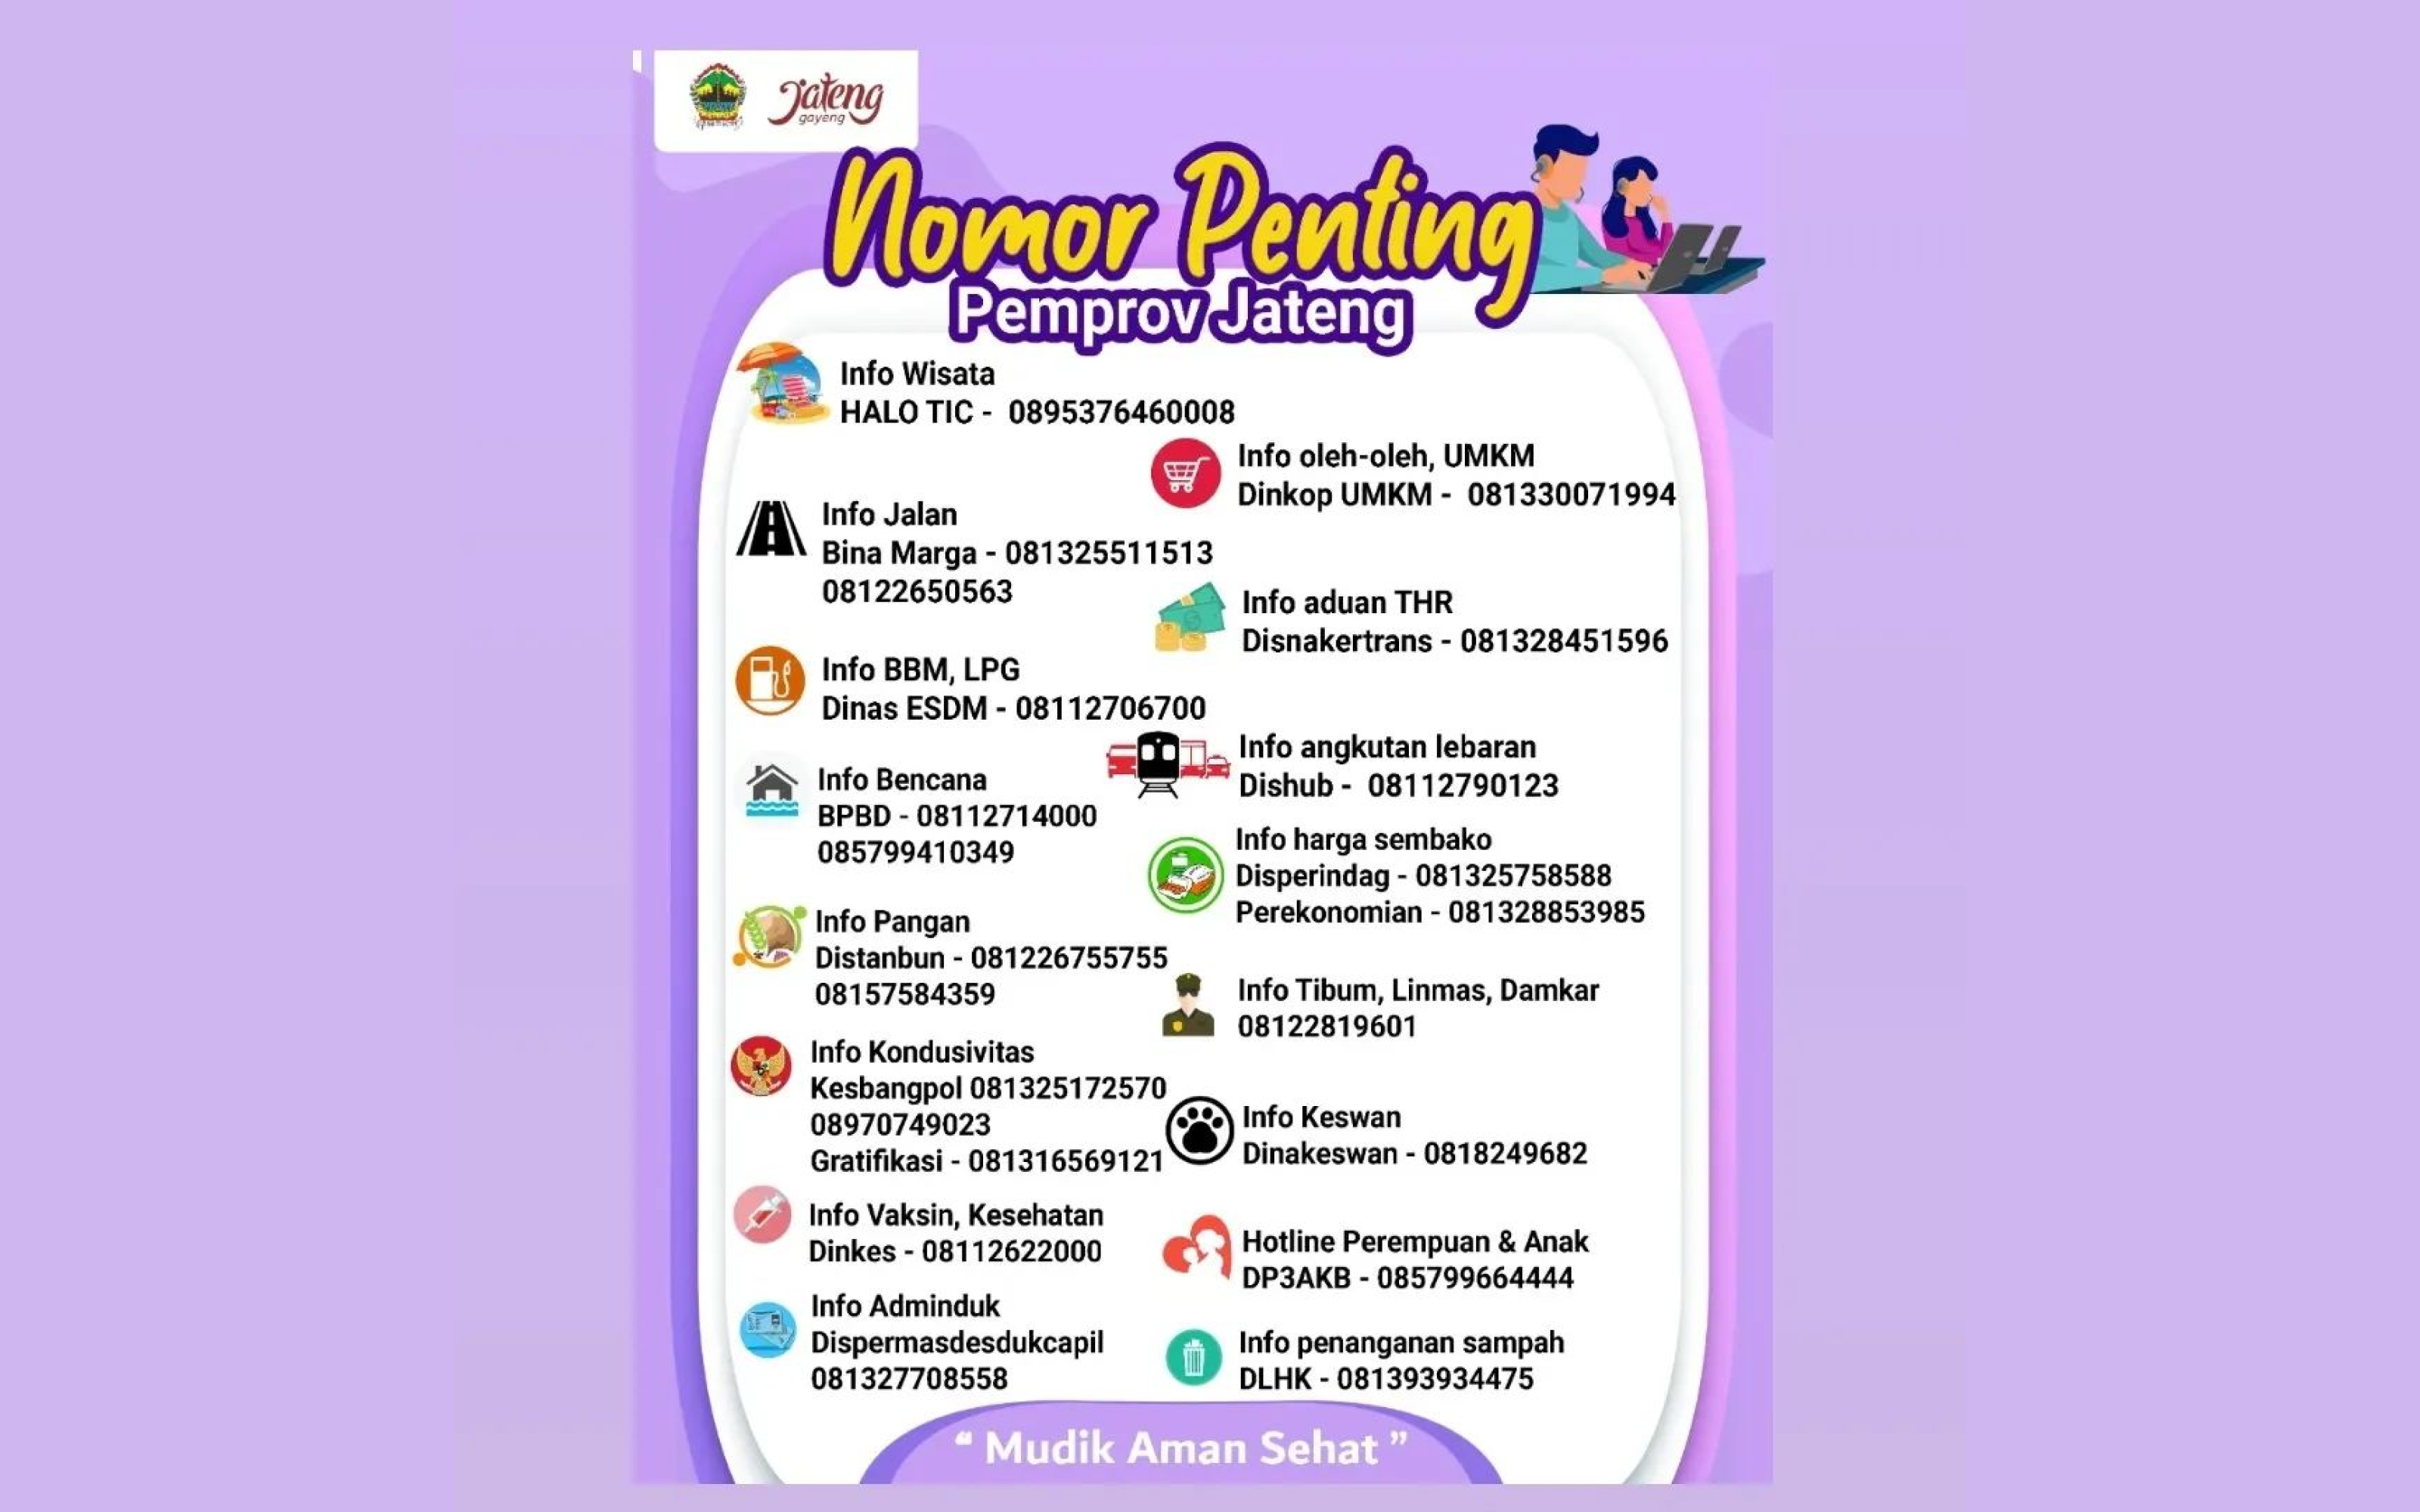 Jateng
gayeng
Nomor Penting
Pemprov Jateng
Info Wisata
HALO TIC - 0895376460008
Info Jalan
Bina Marga - 081325511513
08122650563
Info BBM, LPG
Dinas ESDM - 08112706700
Info Bencana
BPBD - 08112714000
085799410349
Info Pangan
Distanbun - 081226755755
08157584359
Info Kondusivitas
Kesbangpol 081325172570
08970749023
Gratifikasi - 081316569121
Info Vaksin, Kesehatan
Dinkes - 08112622000
Info Adminduk
Dispermasdesdukcapil
081327708558
Info oleh-oleh, UMKM
Dinkop UMKM - 081330071994
Info aduan THR
Disnakertrans - 081328451596
Info angkutan lebaran
Dishub - 08112790123
Info harga sembako
Disperindag - 081325758588
Perekonomian - 081328853985
Info Tibum, Linmas, Damkar
08122819601
Info Keswan
Dinakeswan - 0818249682
Hotline Perempuan & Anak
DP3AKB - 085799664444
Info penanganan sampah
DLHK - 081393934475
“ Mudik Aman Sehat ”